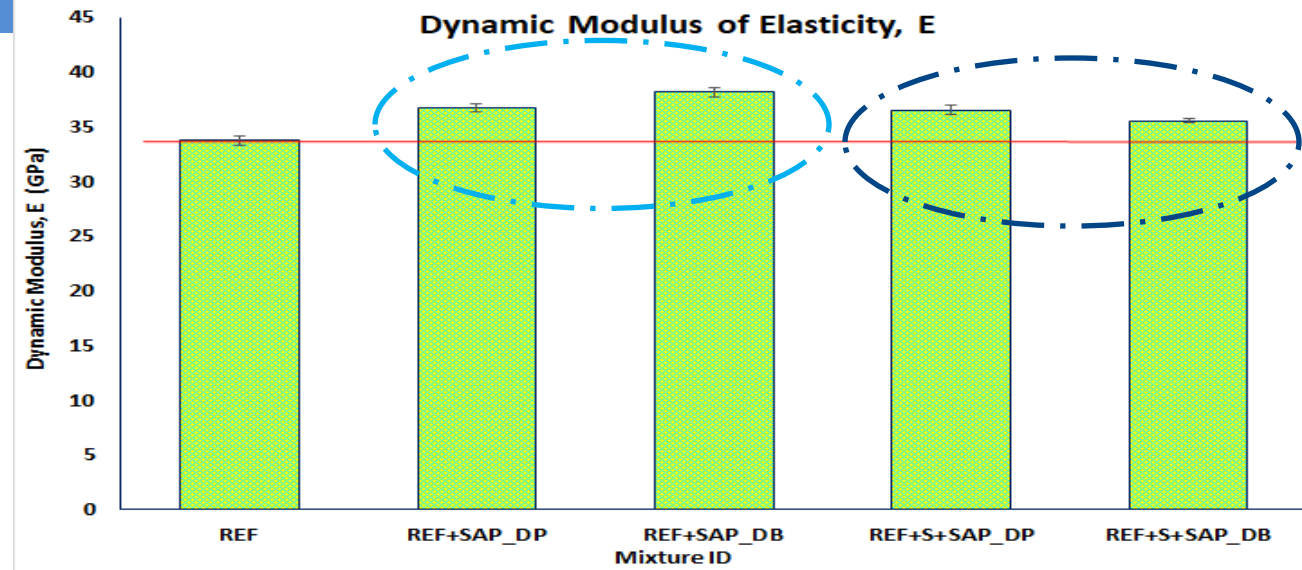 Dynamic Modulus of Elasticity, E
Dynamic Modulus, E (GPa)
45
40
35
30
25
20
15
10
5
0
REF REF+SAP_DP REF+SAP_DB REF+S+SAP_DP REF+S+SAP_DB
Mixture ID